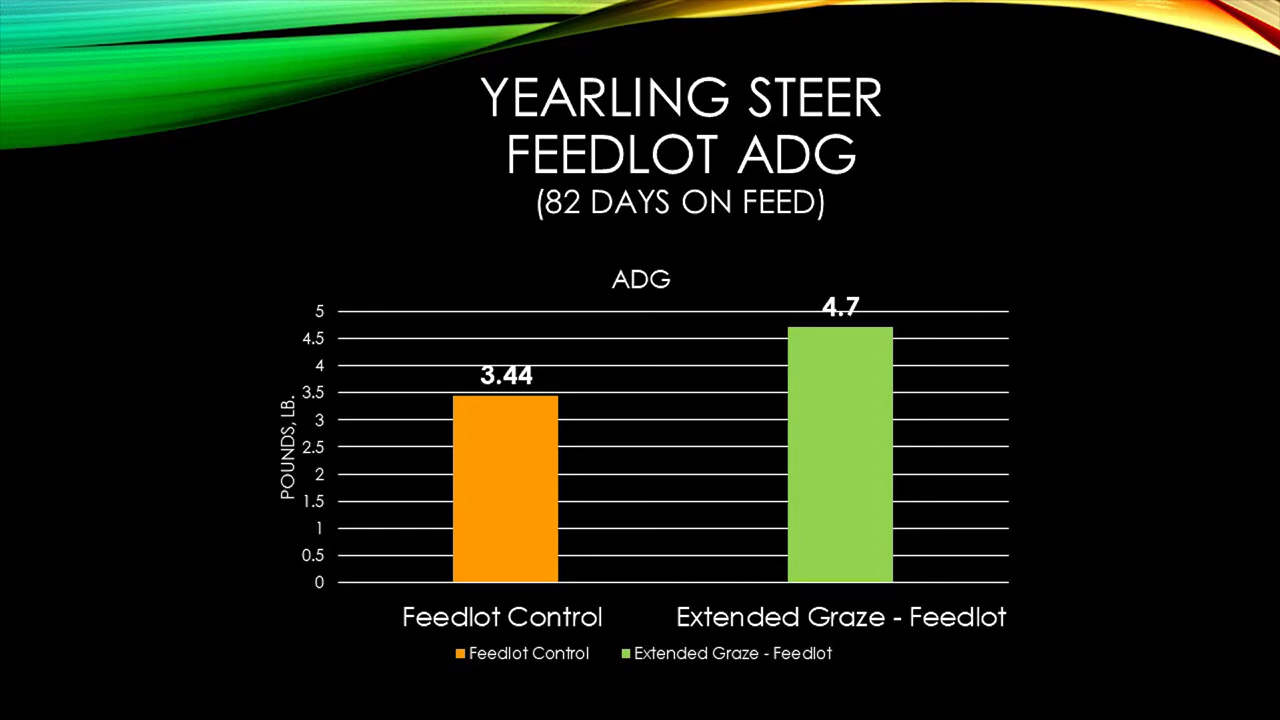 YEARLING STEER
FEEDLOT ADG
(82 DAYS ON FEED)
ADG
POUNDS, LB.
5
4.5
4
3.5
3
2.5
2
1.5
1
0.5
0
3.44
4.7
Feedlot Control
Extended Graze - Feedlot
Feedlot Control
Extended Graze - Feedlot